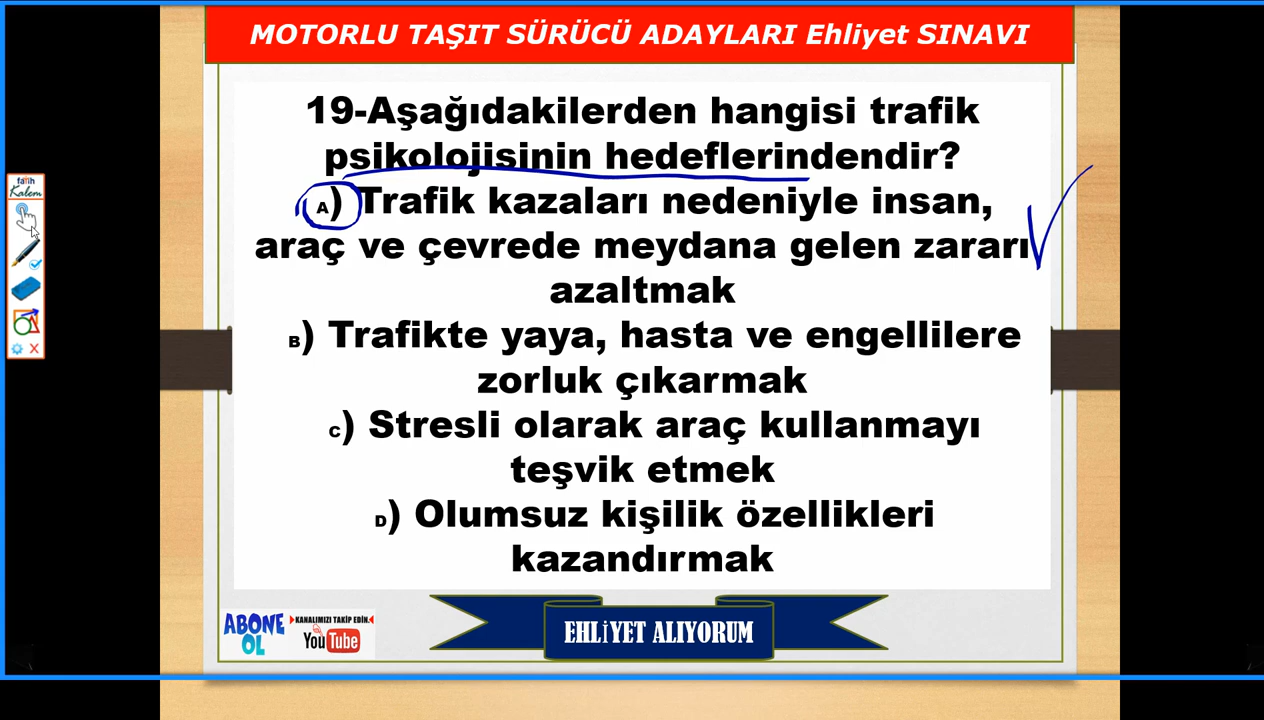 MOTORLU TAŞIT SÜRÜCÜ ADAYLARI Ehliyet SINAVI
19-Aşağıdakilerden hangisi trafik
psikolojisinin hedeflerindendir?
A) Trafik kazaları nedeniyle insan,
araç ve çevrede meydana gelen zararı
azaltmak
B) Trafikte yaya, hasta ve engellilere
zorluk çıkarmak
C) Stresli olarak araç kullanmayı
teşvik etmek
D) Olumsuz kişilik özellikleri
kazandırmak
fatih
Kalem
ABONE
OL
KANALIMIZI TAKİP EDİN.
YouTube
EHLİYET ALIYORUM